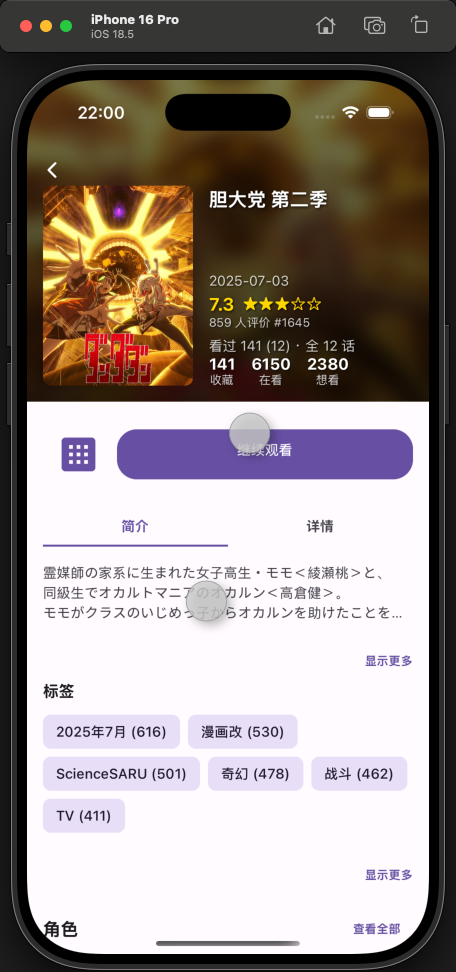 iPhone 16 Pro
iOS 18.5
22:00
胆大党 第二季
ダンダダン
2025-07-03
7.3
859 人评价 #1645
看过 141 (12) · 全 12 话
141 6150 2380
收藏 在看 想看
继续观看
简介 详情
霊媒師の家系に生まれた女子高生・モモ＜綾瀬桃＞と、
同級生でオカルトマニアのオカルン＜高倉健＞。
モモがクラスのいじめっ子からオカルンを助けたことを...
显示更多
标签
2025年7月 (616) 漫画改 (530)
ScienceSARU (501) 奇幻 (478) 战斗 (462)
TV (411)
显示更多
角色 查看全部